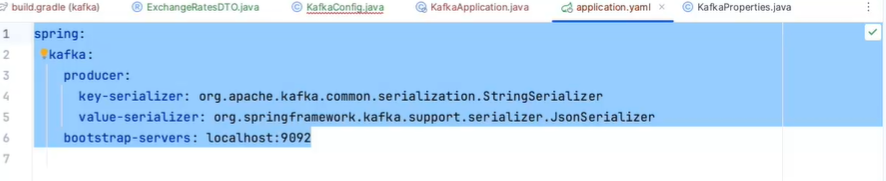 build.gradle (kafka) ExchangeRatesDTO.java KafkaConfig.java KafkaApplication.java application.yaml KafkaProperties.java
1 spring:
2 kafka:
3 producer:
4 key-serializer: org.apache.kafka.common.serialization.StringSerializer
5 value-serializer: org.springframework.kafka.support.serializer.JsonSerializer
6 bootstrap-servers: localhost:9092
7